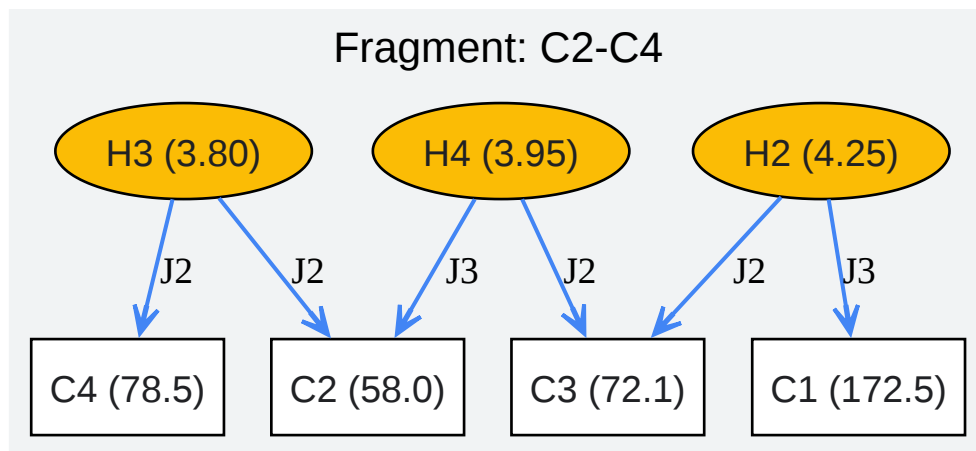 Fragment: C2-C4
H3 (3.80)
H4 (3.95)
H2 (4.25)
J2
J2
J3
J2
J2
J3
C4 (78.5)
C2 (58.0)
C3 (72.1)
C1 (172.5)